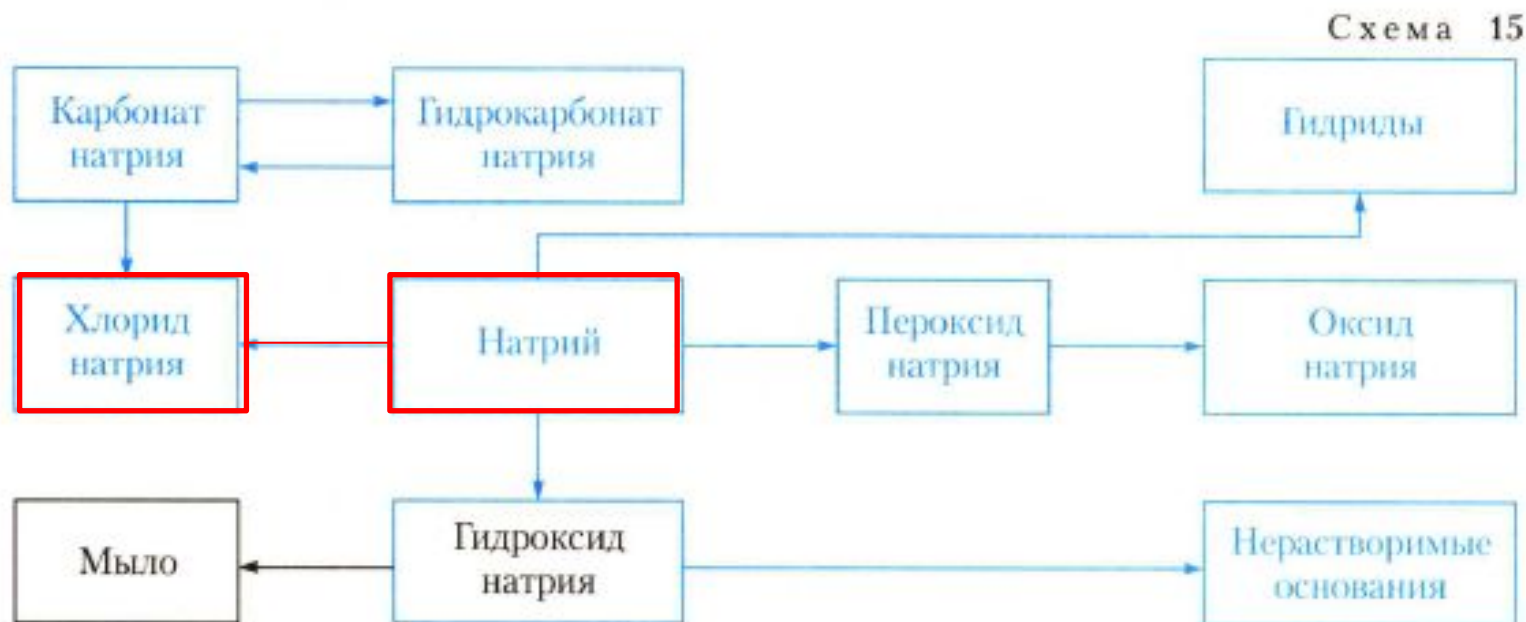 Схема 15
Карбонат
натрия
Гидрокарбонат
натрия
Гидриды
Хлорид
натрия
Натрий
Пероксид
натрия
Оксид
натрия
Мыло
Гидроксид
натрия
Нерастворимые
основания